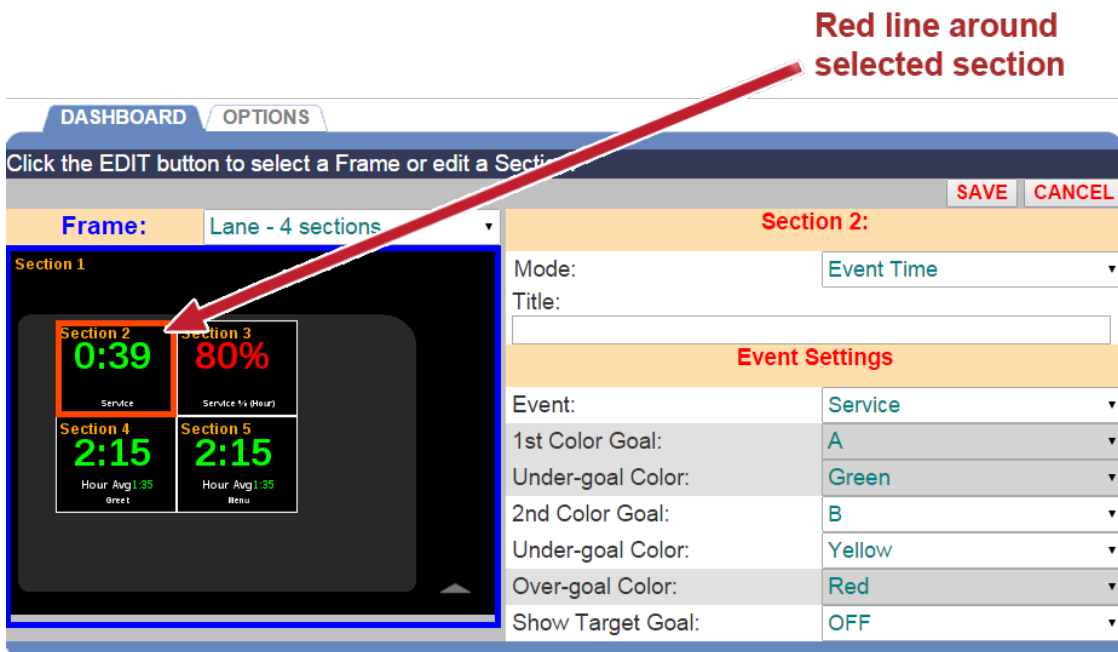 Red line around
selected section
DASHBOARD OPTIONS
Click the EDIT button to select a Frame or edit a Section.
SAVE CANCEL
Frame: Lane - 4 sections
Section 2:
Section 1
Mode: Event Time
Title:
Section 2 Section 3
0:39 80%
Service Service % (Hour)
Section 4 Section 5
2:15 2:15
Hour Avg1:35 Hour Avg1:35
Greet Menu
Event Settings
Event: Service
1st Color Goal: A
Under-goal Color: Green
2nd Color Goal: B
Under-goal Color: Yellow
Over-goal Color: Red
Show Target Goal: OFF